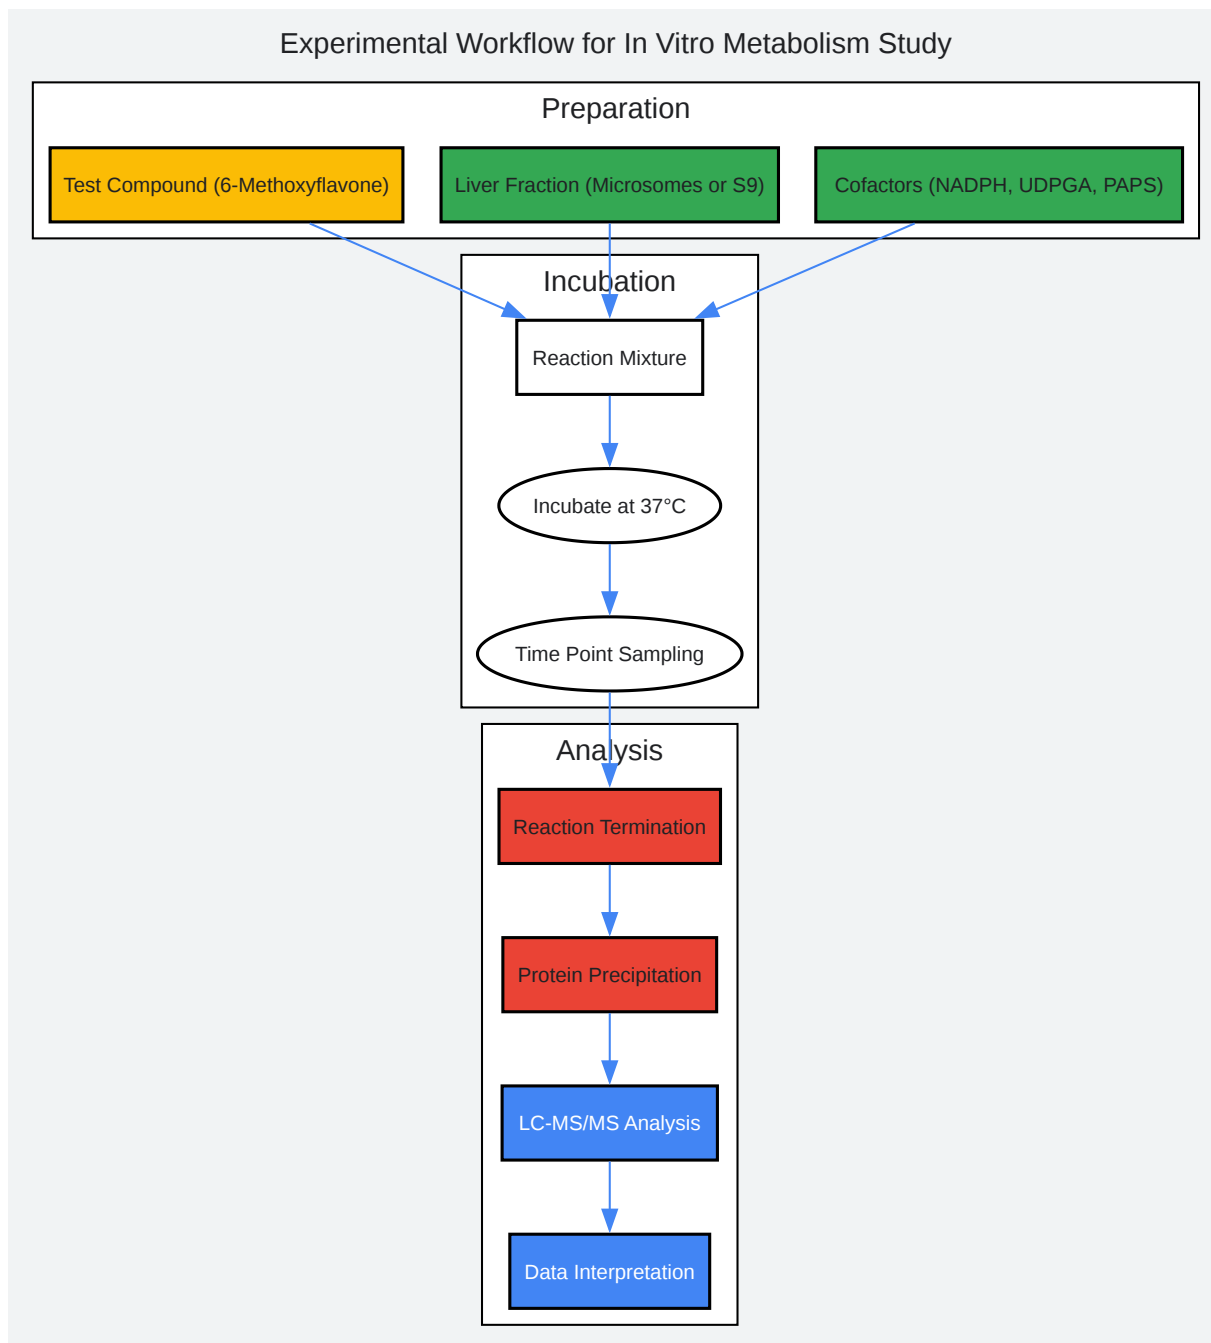 Experimental Workflow for In Vitro Metabolism Study
Preparation
Test Compound (6-Methoxyflavone)
Liver Fraction (Microsomes or S9)
Cofactors (NADPH, UDPGA, PAPS)
Incubation
Reaction Mixture
Incubate at 37°C
Time Point Sampling
Analysis
Reaction Termination
Protein Precipitation
LC-MS/MS Analysis
Data Interpretation